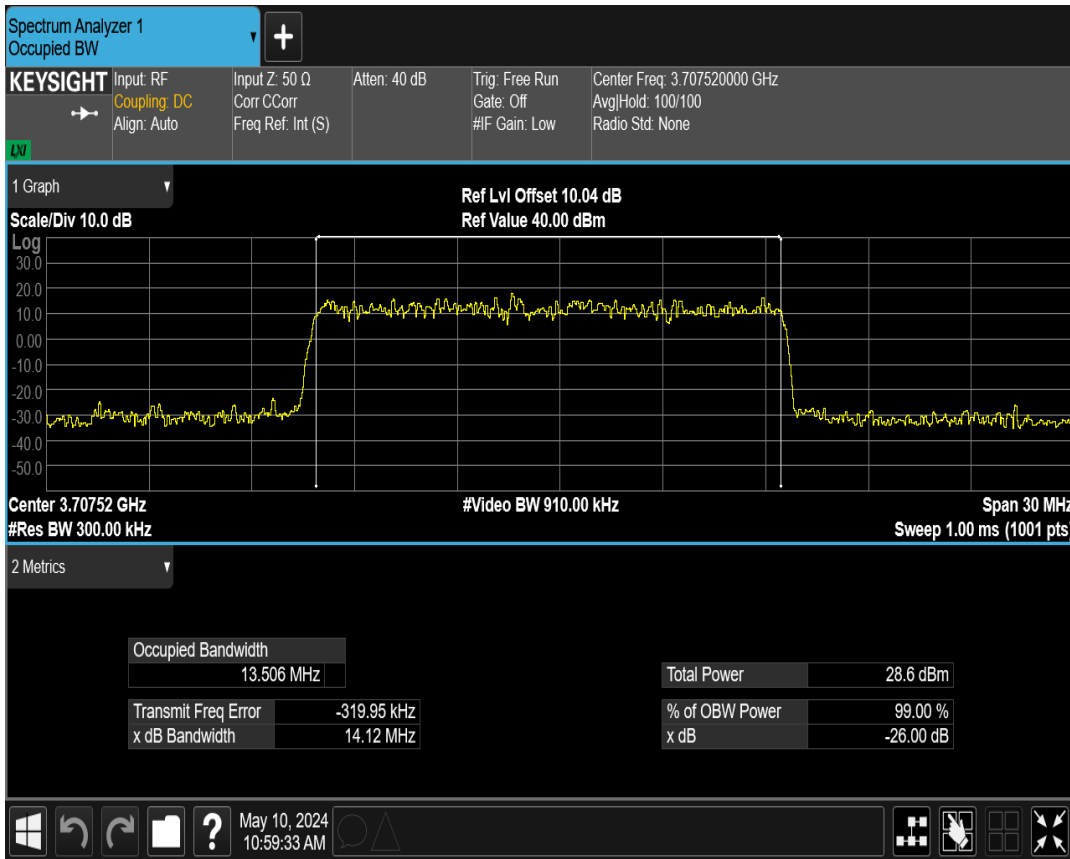 Spectrum Analyzer 1
Occupied BW
+
KEYSIGHT
LXI
Input: RF
Coupling: DC
Align: Auto
Input Z: 50 Ω
Corr CCorr
Freq Ref: Int (S)
Atten: 40 dB
Trig: Free Run
Gate: Off
#IF Gain: Low
Center Freq: 3.707520000 GHz
Avg|Hold: 100/100
Radio Std: None
1 Graph
Scale/Div 10.0 dB
Ref Lvl Offset 10.04 dB
Ref Value 40.00 dBm
Log
30.0
20.0
10.0
0.00
-10.0
-20.0
-30.0
-40.0
-50.0
Center 3.70752 GHz
#Video BW 910.00 kHz
Span 30 MHz
#Res BW 300.00 kHz
Sweep 1.00 ms (1001 pts)
2 Metrics
Occupied Bandwidth
13.506 MHz
Total Power 28.6 dBm
Transmit Freq Error -319.95 kHz
% of OBW Power 99.00 %
x dB Bandwidth 14.12 MHz
x dB -26.00 dB
?
May 10, 2024
10:59:33 AM